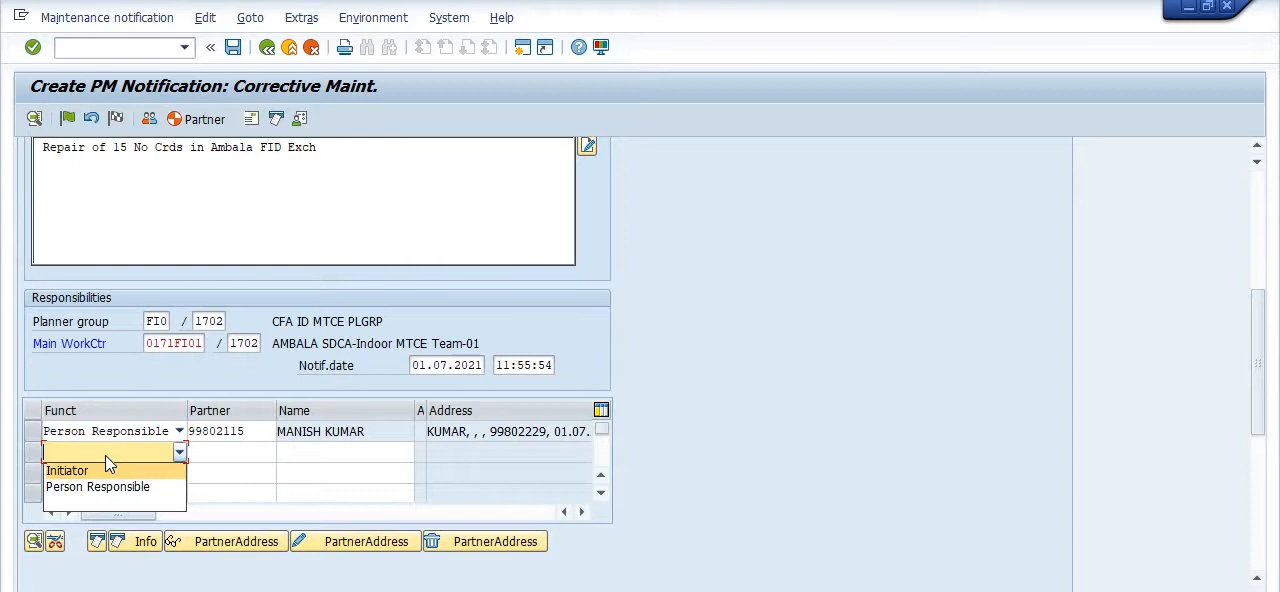 Maintenance notification Edit Goto Extras Environment System Help
Create PM Notification: Corrective Maint.
Partner
Repair of 15 No Crds in Ambala FID Exch
Responsibilities
Planner group FI0 / 1702 CFA ID MTCE PLGRP
Main WorkCtr 0171FI01 / 1702 AMBALA SDCA-Indoor MTCE Team-01
Notif.date 01.07.2021 11:55:54
Funct Partner Name A Address
Person Responsible 99802115 MANISH KUMAR KUMAR, , , 99802229, 01.07.
Initiator
Person Responsible
Info PartnerAddress PartnerAddress PartnerAddress